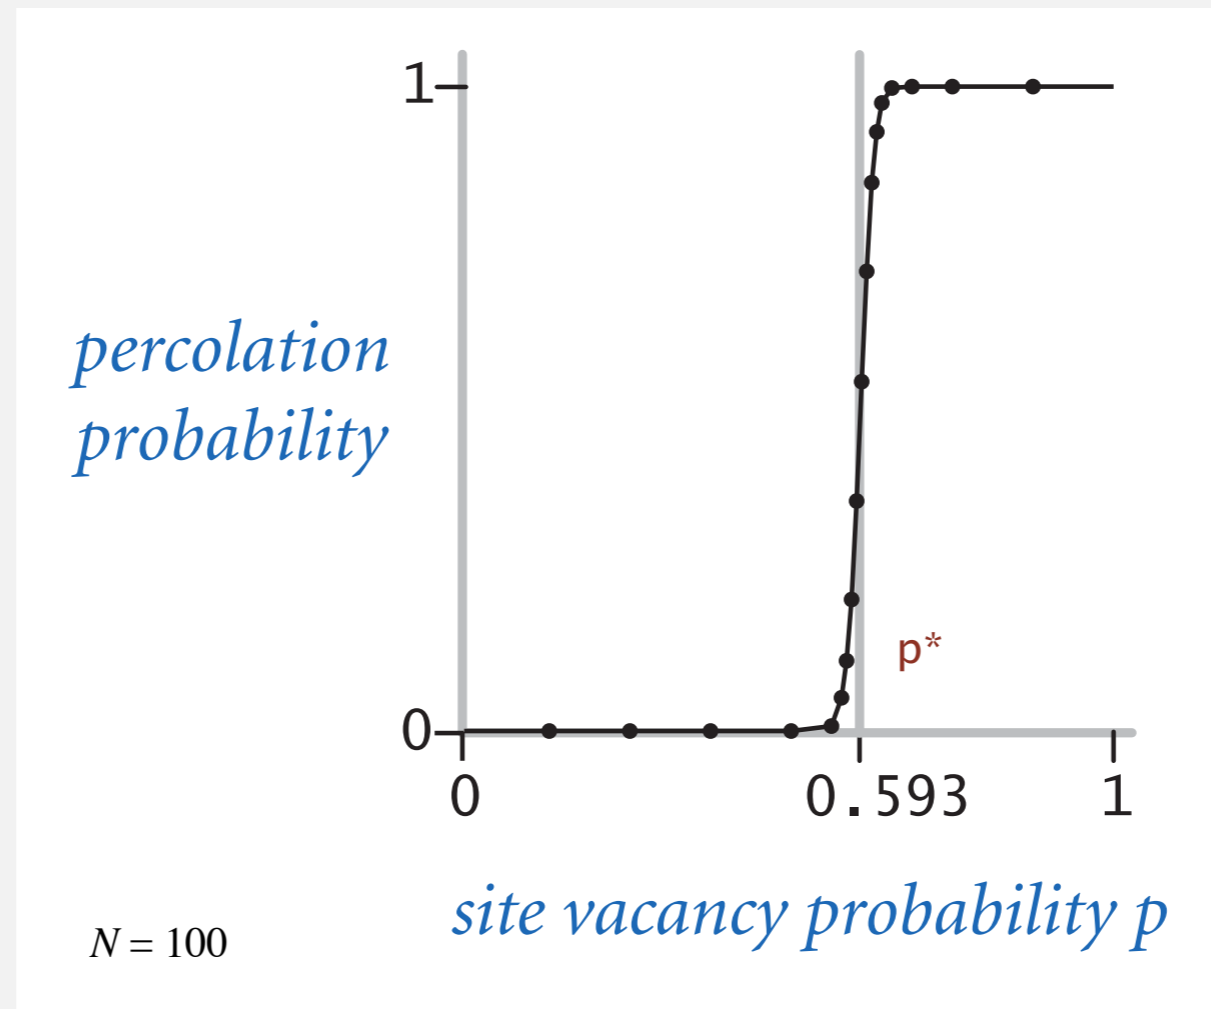 1
percolation
probability
p*
0
0 0.593 1
site vacancy probability p
N = 100